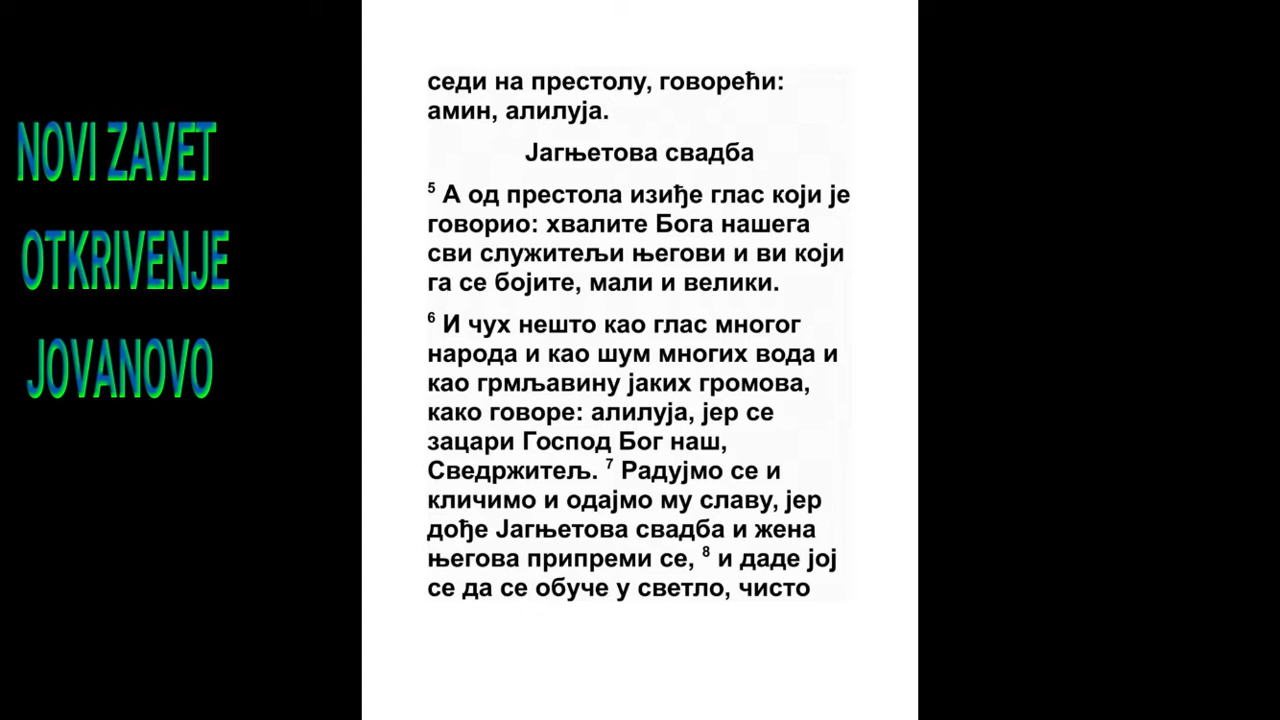 NOVI ZAVET
OTKRIVENJE
JOVANOVO
седи на престолу, говорећи:
амин, алилуја.
Јагњетова свадба
5 А од престола изиђе глас који је
говорио: хвалите Бога нашега
сви служитељи његови и ви који
га се бојите, мали и велики.
6 И чух нешто као глас многог
народа и као шум многих вода и
као грмљавину јаких громова,
како говоре: алилуја, јер се
зацари Господ Бог наш,
Сведржитељ. 7 Радујмо се и
кличимо и одајмо му славу, јер
дође Јагњетова свадба и жена
његова припреми се, 8 и даде јој
се да се обуче у светло, чисто